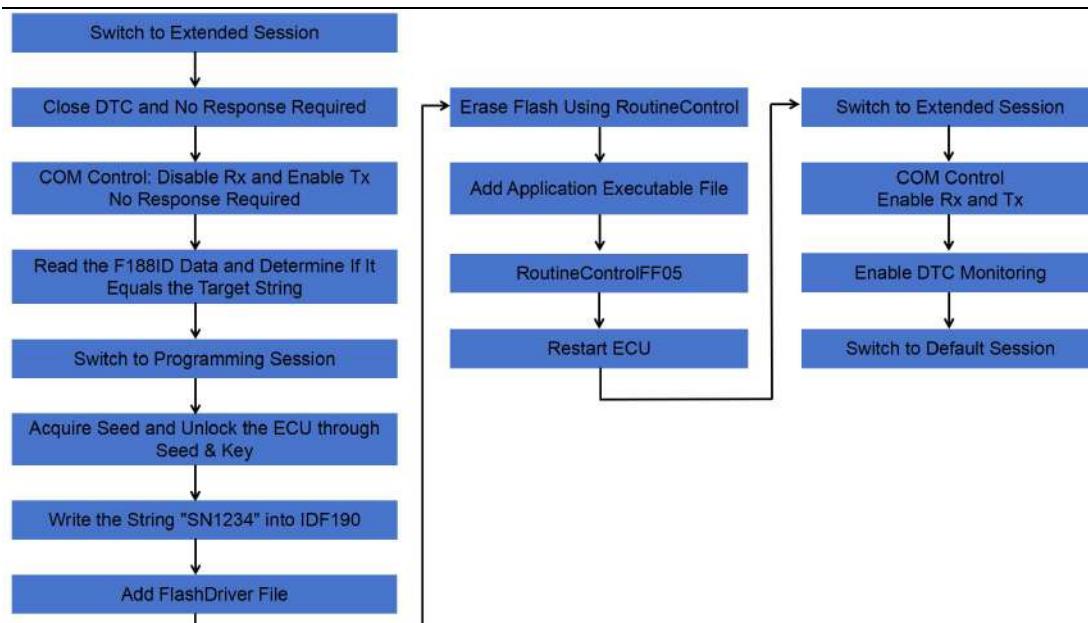 Switch to Extended Session
Close DTC and No Response Required
COM Control: Disable Rx and Enable Tx
No Response Required
Read the F188ID Data and Determine If It
Equals the Target String
Switch to Programming Session
Acquire Seed and Unlock the ECU through
Seed & Key
Write the String "SN1234" into IDF190
Add FlashDriver File
Erase Flash Using RoutineControl
Add Application Executable File
RoutineControlFF05
Restart ECU
Switch to Extended Session
COM Control
Enable Rx and Tx
Enable DTC Monitoring
Switch to Default Session